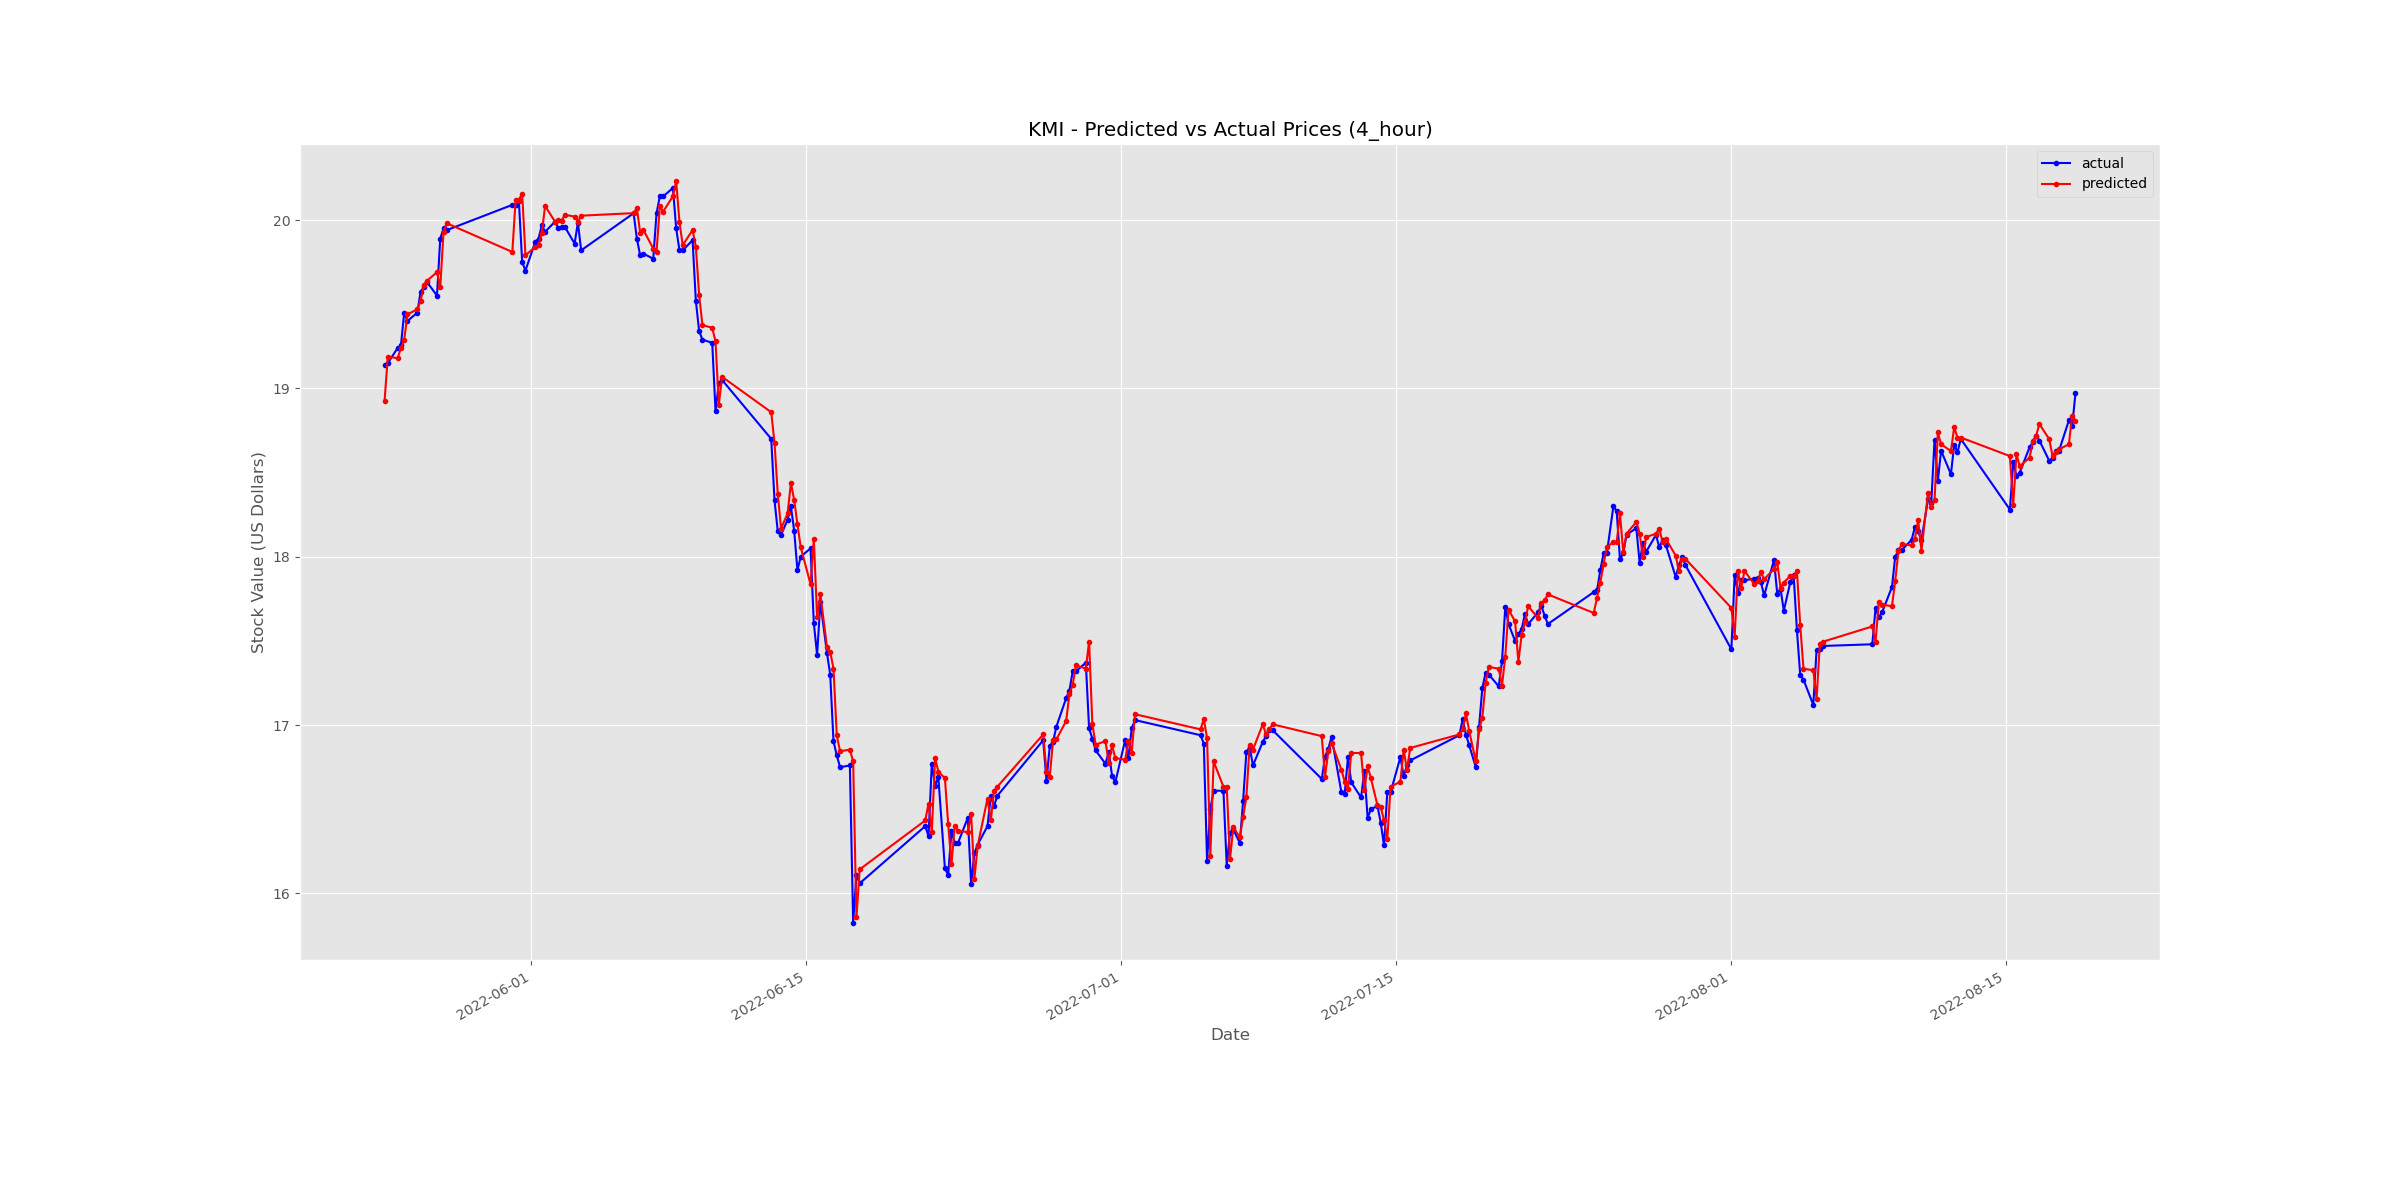 KMI - Predicted vs Actual Prices (4_hour)
actual
predicted
20
19
18
17
16
Stock Value (US Dollars)
2022-06-01
2022-06-15
2022-07-01
2022-07-15
2022-08-01
2022-08-15
Date